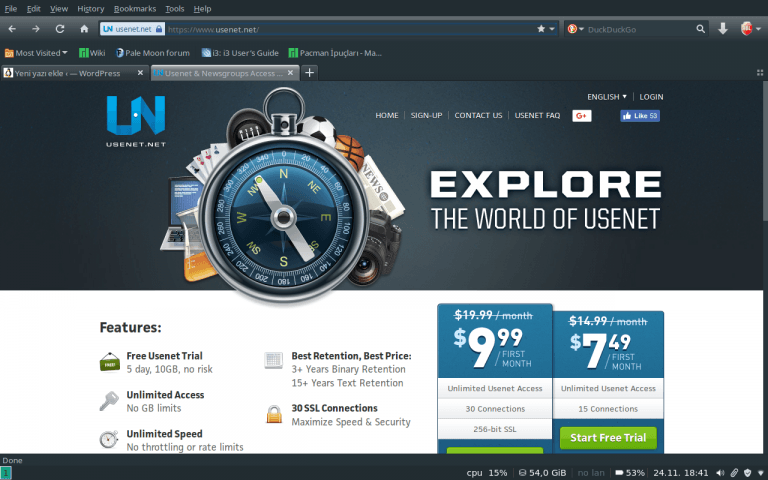 File Edit View History Bookmarks Tools Help
usenet.net https://www.usenet.net/ DuckDuckGo
Most Visited Wiki Pale Moon forum i3: i3 User's Guide Pacman İpuçları - Ma...
Yeni yazı ekle ‹ — WordPress Usenet & Newsgroups Access ...
ENGLISH LOGIN
HOME SIGN-UP CONTACT US USENET FAQ G+ Like 53
UN
USENET.NET
NEWS
EXPLORE
THE WORLD OF USENET
N NE E SE S SW W NW
Features:
Free Usenet Trial
5 day, 10GB, no risk
Unlimited Access
No GB limits
Unlimited Speed
No throttling or rate limits
Best Retention, Best Price:
3+ Years Binary Retention
15+ Years Text Retention
30 SSL Connections
Maximize Speed & Security
$19.99 / month
$9.99 / FIRST MONTH
Unlimited Usenet Access
30 Connections
256-bit SSL
$14.99 / month
$7.49 / FIRST MONTH
Unlimited Usenet Access
15 Connections
Start Free Trial
Done
1 cpu 15% 54,0 GiB no lan 53% 24.11. 18:41